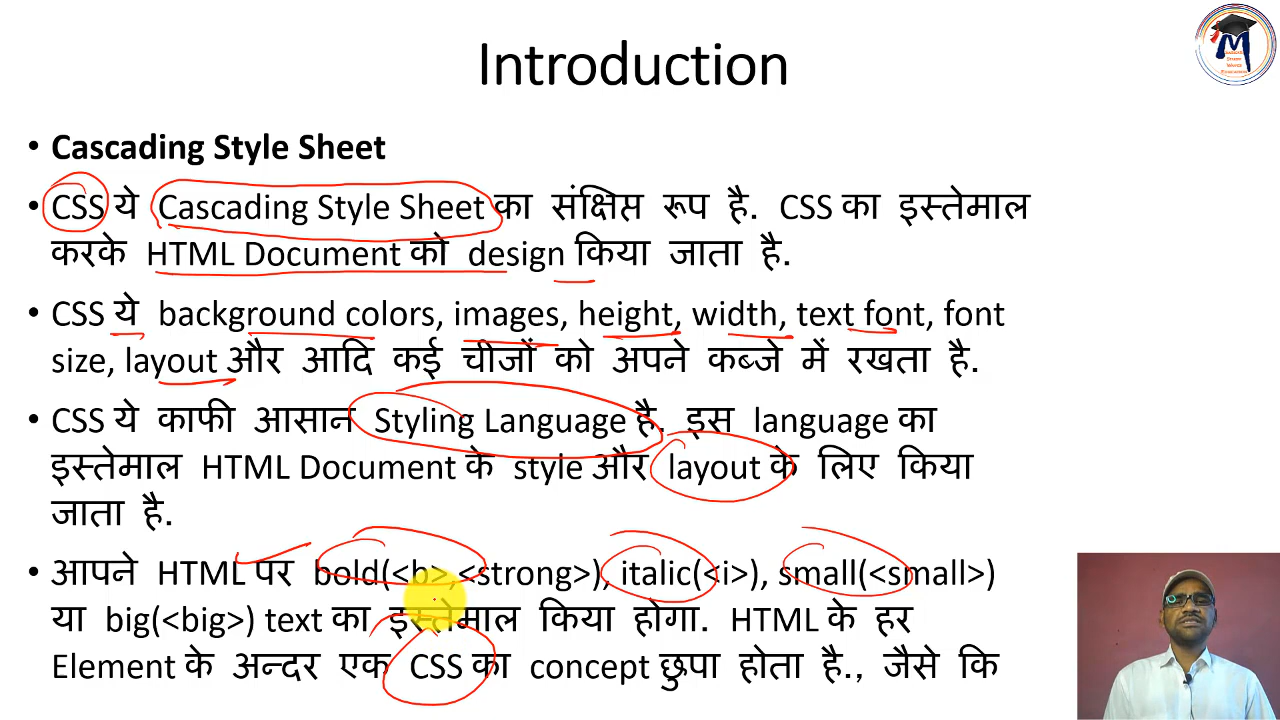 Introduction
• Cascading Style Sheet
• CSS ये Cascading Style Sheet का संक्षिप्त रूप है. CSS का इस्तेमाल
करके HTML Document को design किया जाता है.
• CSS ये background colors, images, height, width, text font, font
size, layout और आदि कई चीजों को अपने कब्जे में रखता है.
• CSS ये काफी आसान Styling Language है. इस language का
इस्तेमाल HTML Document के style और layout के लिए किया
जाता है.
• आपने HTML पर bold(<b>,<strong>), italic(<i>), small(<small>)
या big(<big>) text का इस्तेमाल किया होगा. HTML के हर
Element के अन्दर एक CSS का concept छुपा होता है., जैसे कि